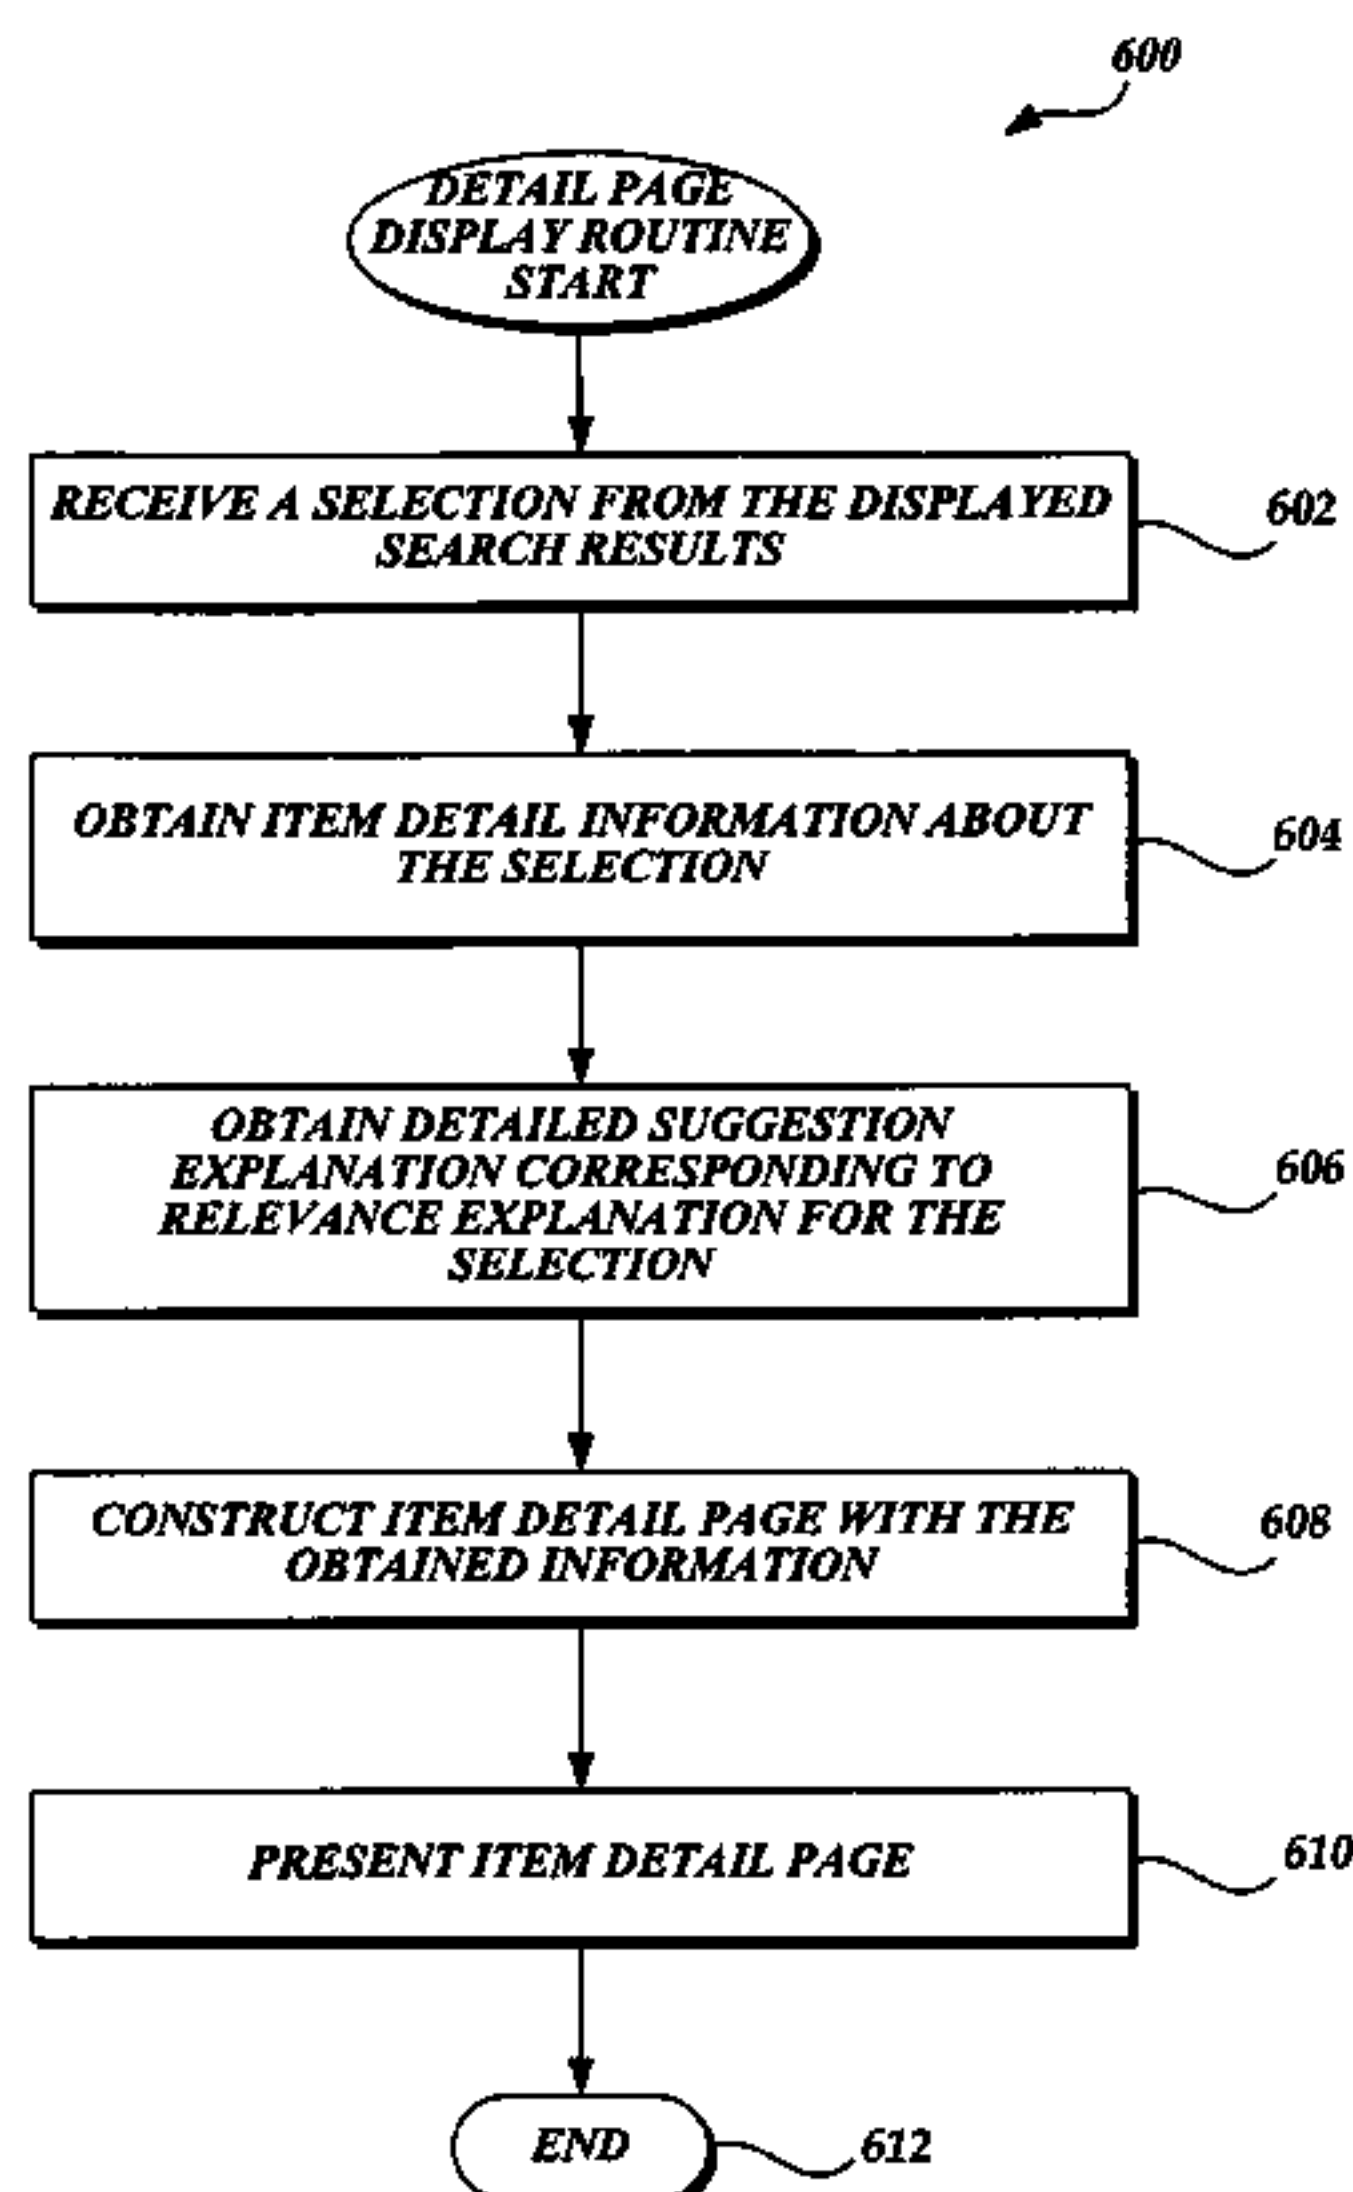 600
DETAIL PAGE
DISPLAY ROUTINE
START
RECEIVE A SELECTION FROM THE DISPLAYED
SEARCH RESULTS
602
OBTAIN ITEM DETAIL INFORMATION ABOUT
THE SELECTION
604
OBTAIN DETAILED SUGGESTION
EXPLANATION CORRESPONDING TO
RELEVANCE EXPLANATION FOR THE
SELECTION
606
CONSTRUCT ITEM DETAIL PAGE WITH THE
OBTAINED INFORMATION
608
PRESENT ITEM DETAIL PAGE
610
END
612